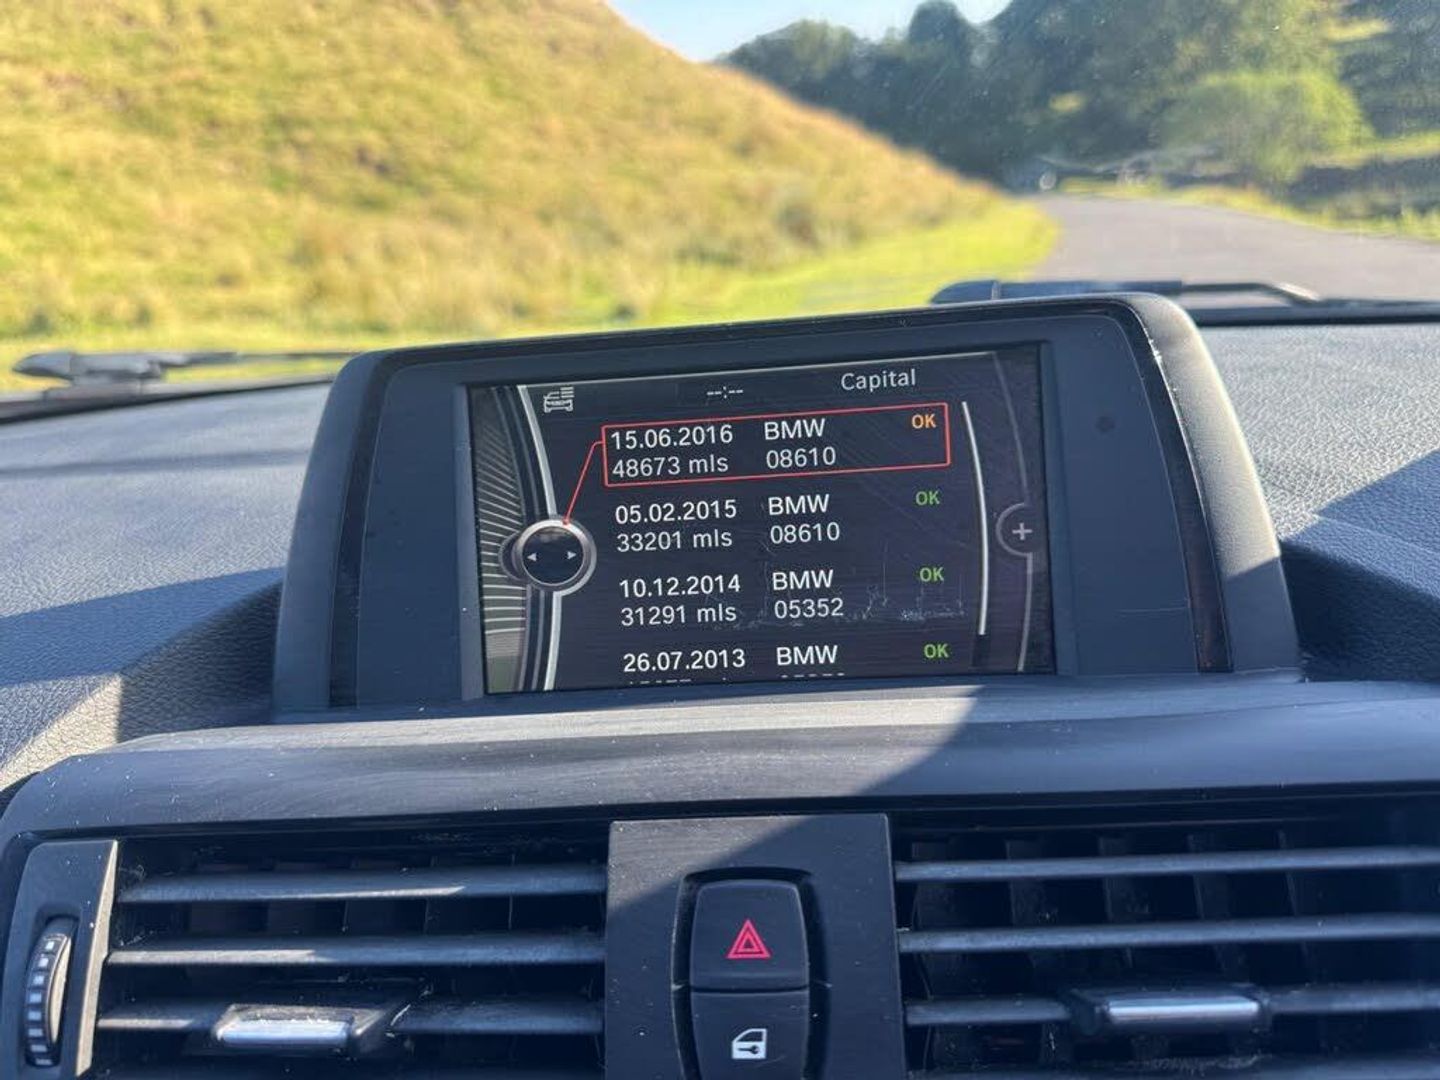 --:-- Capital
15.06.2016 BMW OK
48673 mls 08610
05.02.2015 BMW OK
33201 mls 08610
10.12.2014 BMW OK
31291 mls 05352
26.07.2013 BMW OK